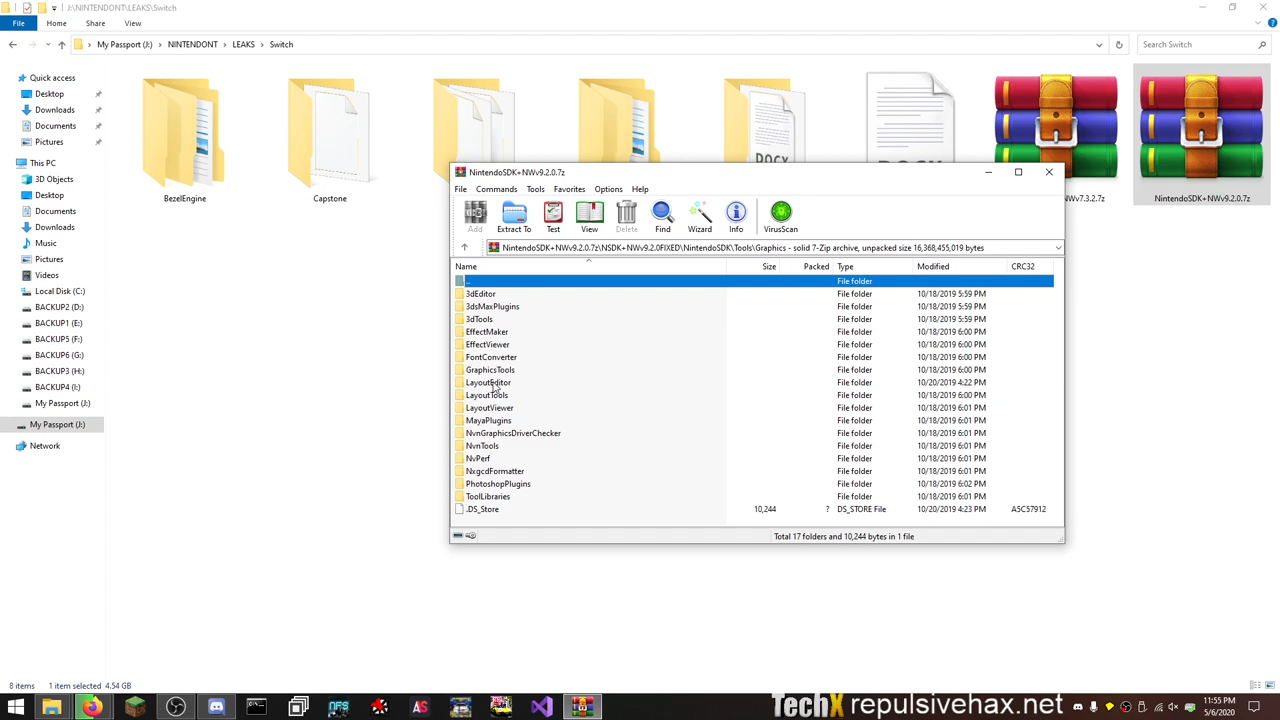 J:\NINTENDONT\LEAKS\Switch
File Home Share View
My Passport (J:) NINTENDONT LEAKS Switch
Search Switch
Quick access
Desktop
Downloads
Documents
Pictures
This PC
3D Objects
Desktop
Documents
Downloads
Music
Pictures
Videos
Local Disk (C:)
BACKUP2 (D:)
BACKUP1 (E:)
BACKUP5 (F:)
BACKUP6 (G:)
BACKUP3 (H:)
BACKUP4 (I:)
My Passport (J:)
My Passport (J:)
Network
BezelEngine
Capstone
DOCX
DOCX
NWv7.3.2.7z
NintendoSDK+NWv9.2.0.7z
NintendoSDK+NWv9.2.0.7z
File Commands Tools Favorites Options Help
Add Extract To Test View Delete Find Wizard Info VirusScan
NintendoSDK+NWv9.2.0.7z\NSDK+NWv9.2.0FIXED\NintendoSDK\Tools\Graphics - solid 7-Zip archive, unpacked size 16,368,455,019 bytes
Name Size Packed Type Modified CRC32
.. File folder
3dEditor File folder 10/18/2019 5:59 PM
3dsMaxPlugins File folder 10/18/2019 5:59 PM
3dTools File folder 10/18/2019 5:59 PM
EffectMaker File folder 10/18/2019 6:00 PM
EffectViewer File folder 10/18/2019 6:00 PM
FontConverter File folder 10/18/2019 6:00 PM
GraphicsTools File folder 10/18/2019 6:00 PM
LayoutEditor File folder 10/20/2019 4:22 PM
LayoutTools File folder 10/18/2019 6:00 PM
LayoutViewer File folder 10/18/2019 6:01 PM
MayaPlugins File folder 10/18/2019 6:01 PM
NvnGraphicsDriverChecker File folder 10/18/2019 6:01 PM
NvnTools File folder 10/18/2019 6:01 PM
NvPerf File folder 10/18/2019 6:01 PM
NxgcdFormatter File folder 10/18/2019 6:01 PM
PhotoshopPlugins File folder 10/18/2019 6:02 PM
ToolLibraries File folder 10/18/2019 6:01 PM
.DS_Store 10,244 ? DS_STORE File 10/20/2019 4:23 PM A5C57912
Total 17 folders and 10,244 bytes in 1 file
8 items 1 item selected 4.54 GB
NFS
AS
TechX repulsivehax.net
11:55 PM
5/6/2020